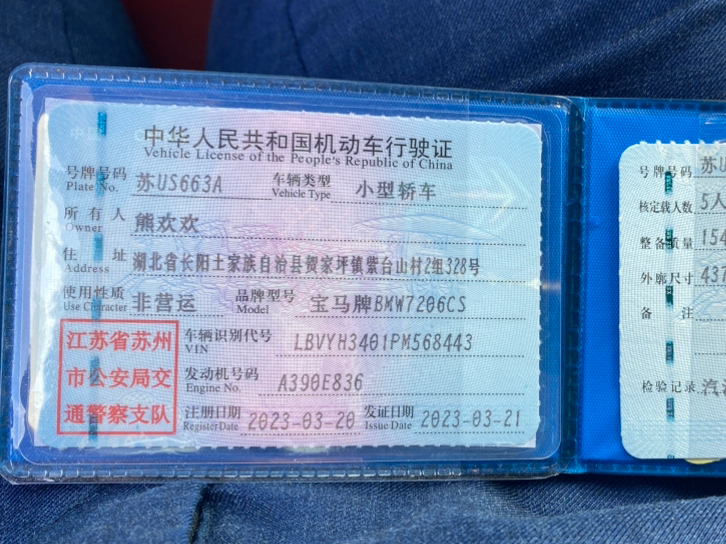 中华人民共和国机动车行驶证
Vehicle License of the People's Republic of China
号牌号码 苏US663A 车辆类型 小型轿车
Plate No. Vehicle Type
所有人 熊欢欢
Owner
住址 湖北省长阳土家族自治县贺家坪镇紫台山村2组328号
Address
使用性质 非营运 品牌型号 宝马牌BMW7206CS
Use Character Model
江苏省苏州
市公安局交
通警察支队
车辆识别代号 LBVYH3401PM568443
VIN
发动机号码 A390E836
Engine No.
注册日期 2023-03-20 发证日期 2023-03-21
Register Date Issue Date
号牌号码 苏U
核定载人数 5人
整备质量 154
外廓尺寸 437
备注
检验记录